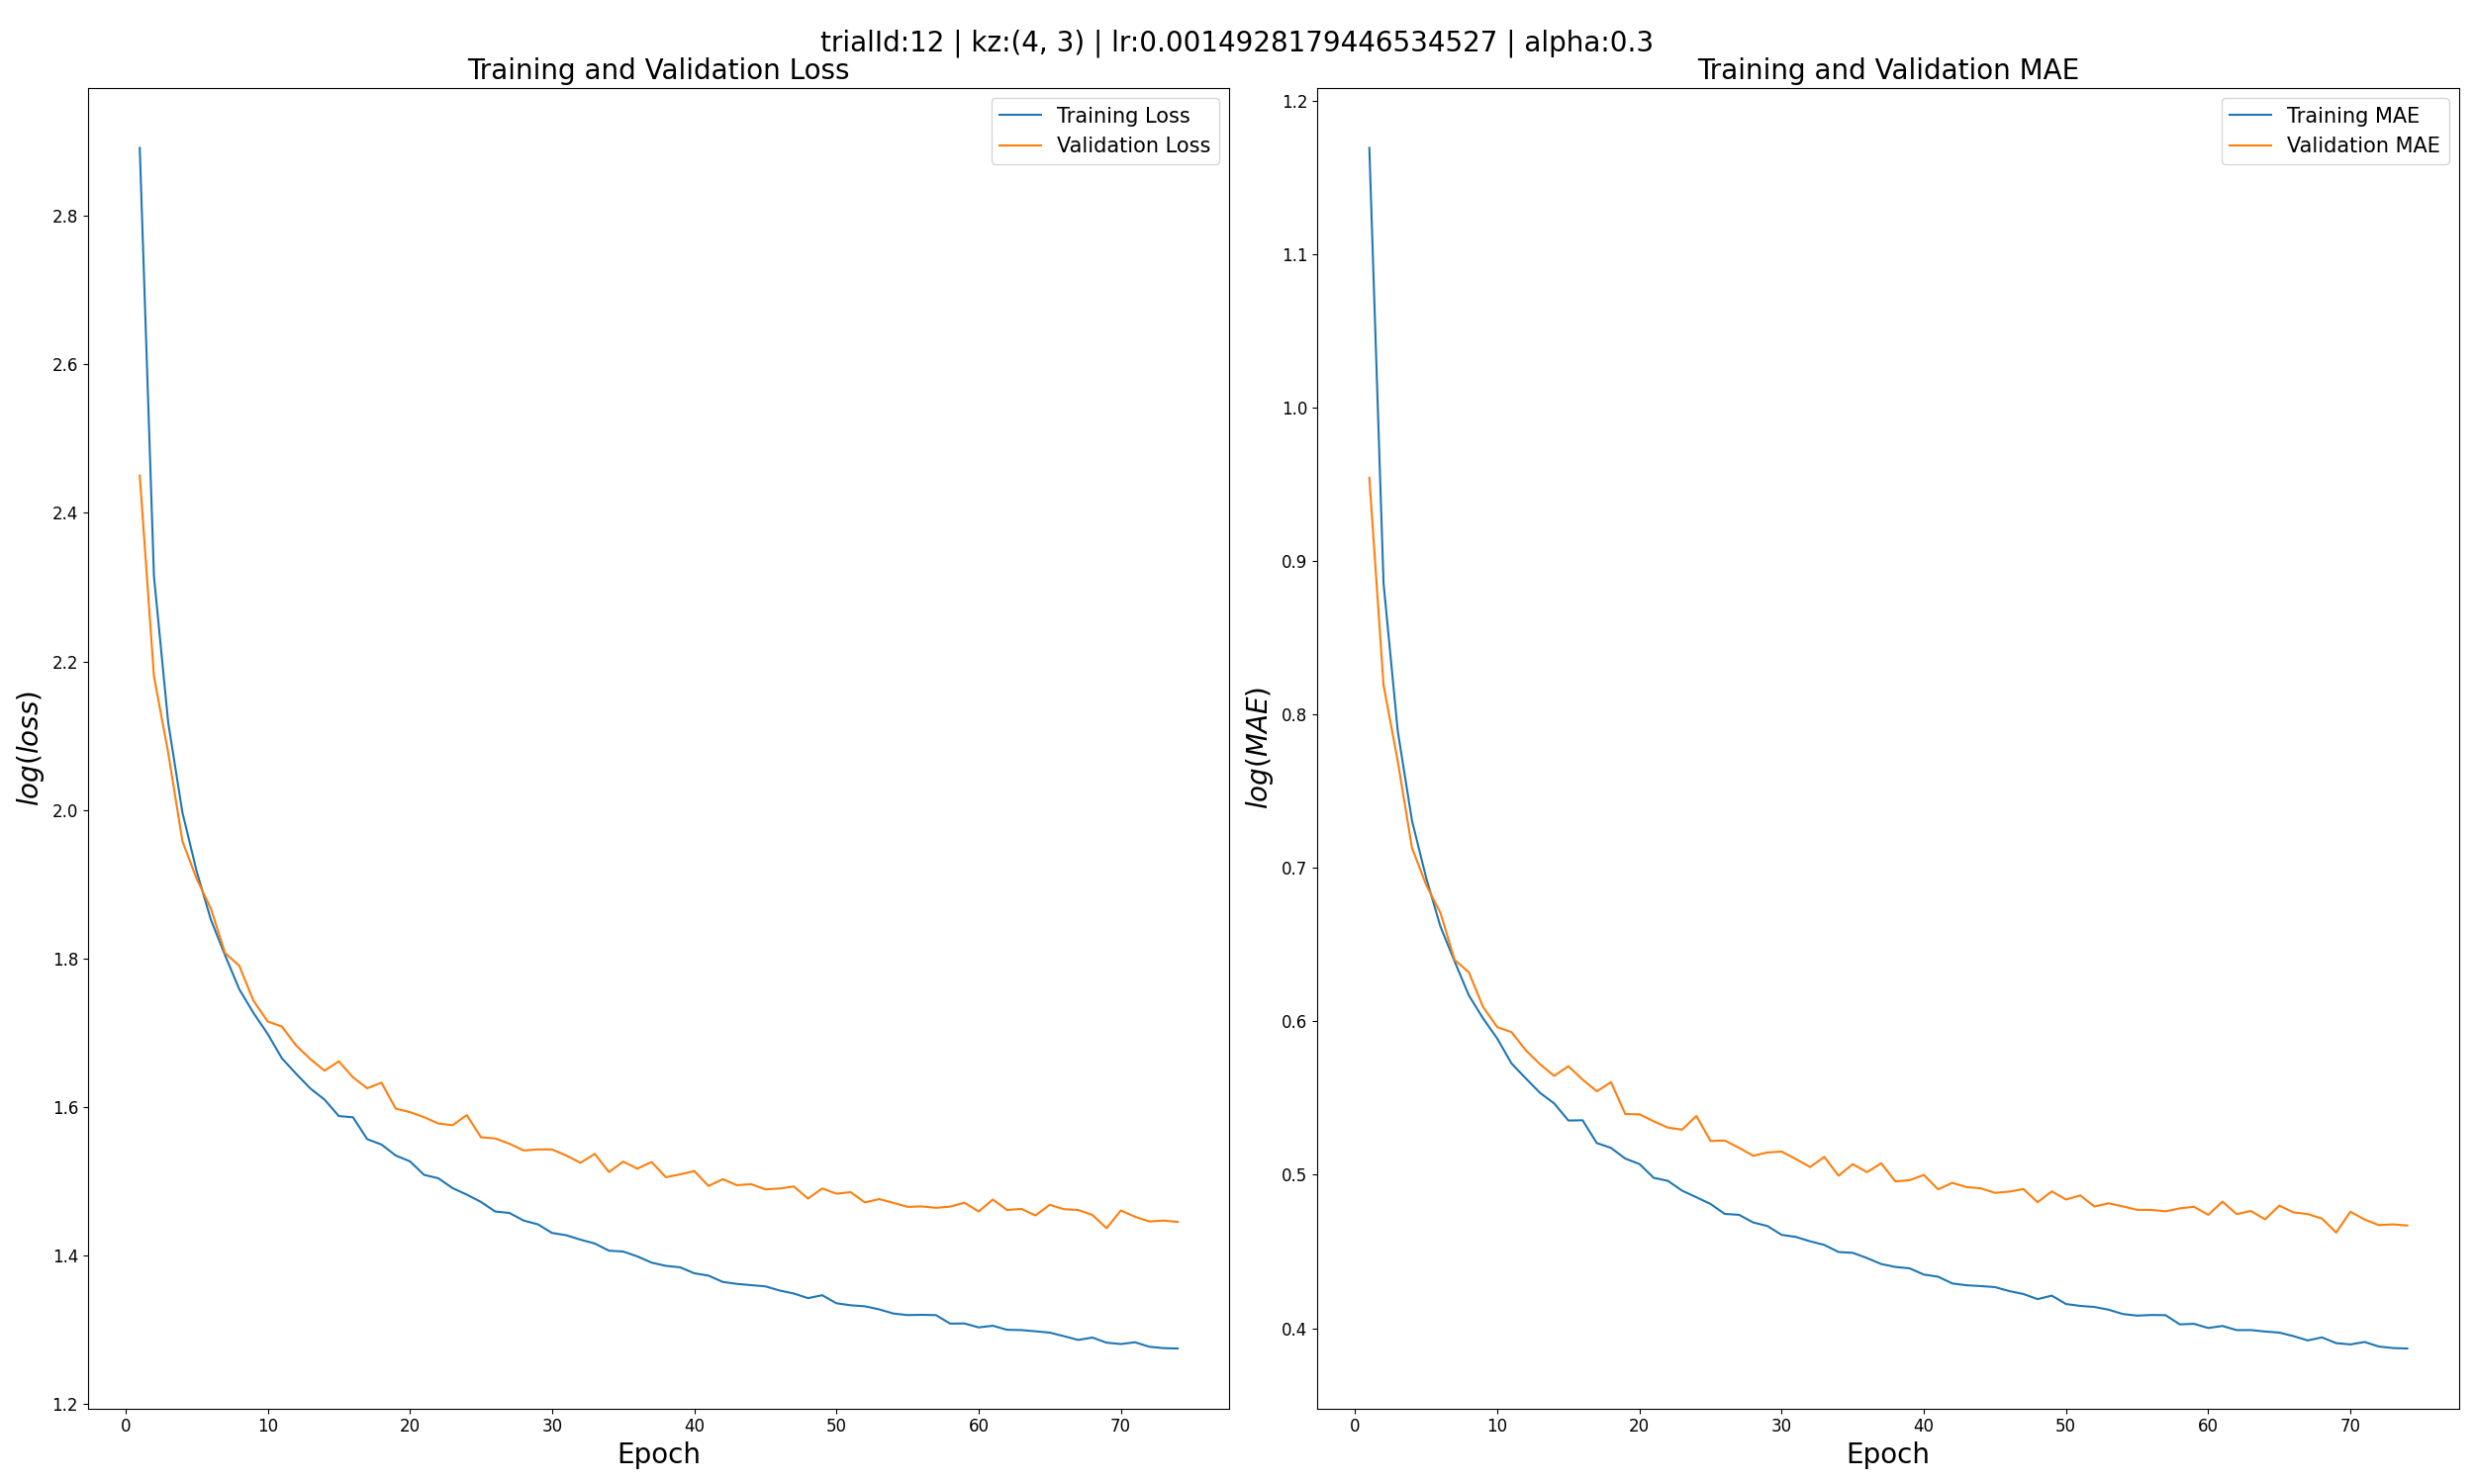 trialId:12 | kz:(4, 3) | lr:0.0014928179446534527 | alpha:0.3
Training and Validation Loss
Training Loss
Validation Loss
2.8
2.6
2.4
2.2
2.0
1.8
1.6
1.4
1.2
log(loss)
0 10 20 30 40 50 60 70
Epoch
Training and Validation MAE
Training MAE
Validation MAE
1.2
1.1
1.0
0.9
0.8
0.7
0.6
0.5
0.4
log(MAE)
0 10 20 30 40 50 60 70
Epoch